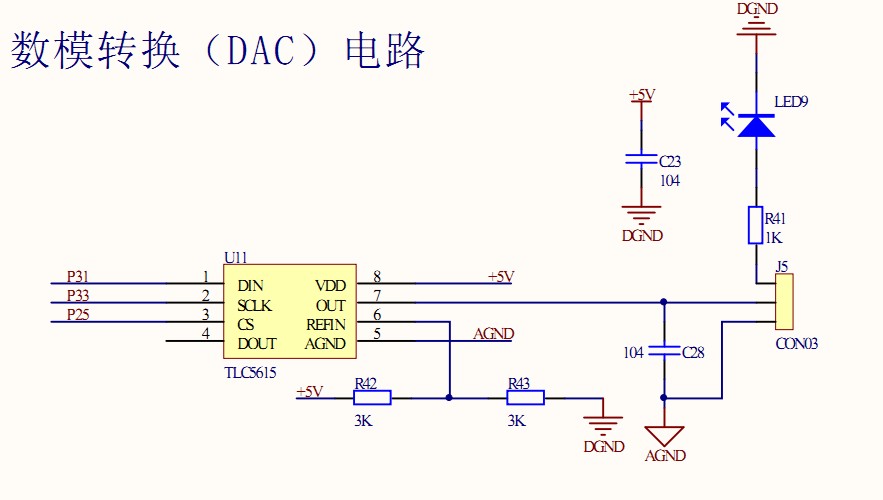 DGND
数模转换（DAC）电路
LED9
+5V
C23
104
R41
1K
DGND
U11
J5
P31 1 DIN VDD 8 +5V
P33 2 SCLK OUT 7
P25 3 CS REFIN 6
4 DOUT AGND 5 AGND
CON03
104 C28
TLC5615
+5V R42 R43
3K 3K
DGND
AGND